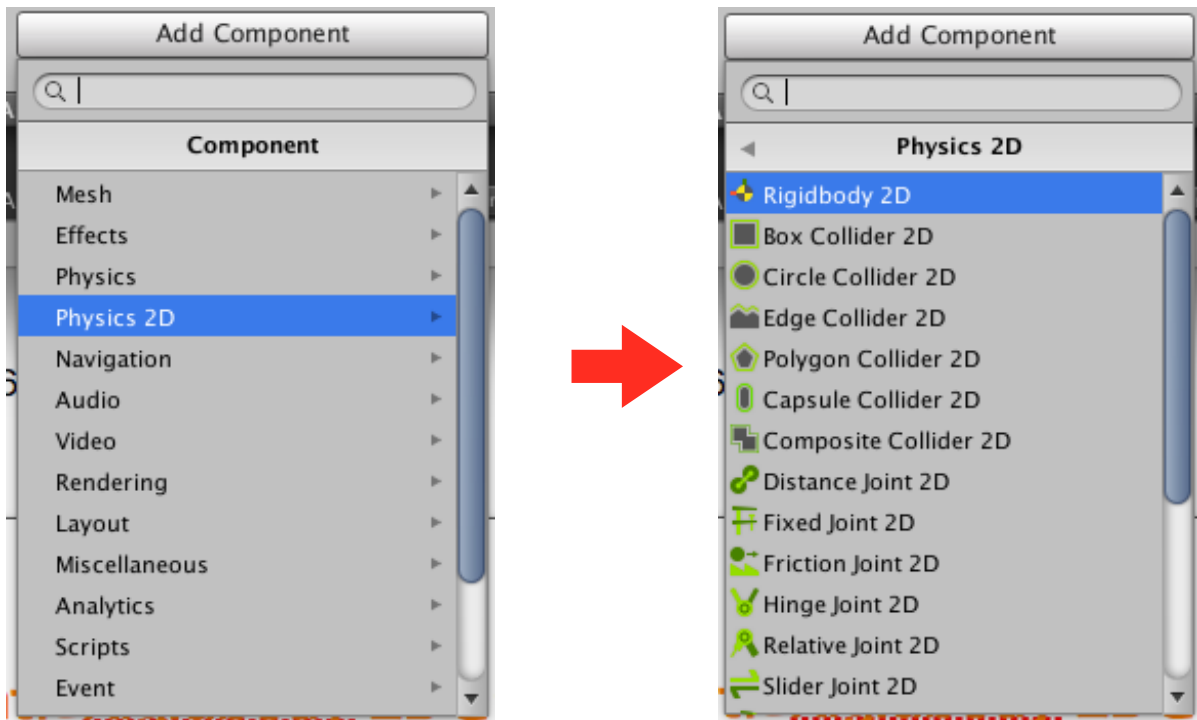 Add Component
Component
Mesh
Effects
Physics
Physics 2D
Navigation
Audio
Video
Rendering
Layout
Miscellaneous
Analytics
Scripts
Event
Add Component
Physics 2D
Rigidbody 2D
Box Collider 2D
Circle Collider 2D
Edge Collider 2D
Polygon Collider 2D
Capsule Collider 2D
Composite Collider 2D
Distance Joint 2D
Fixed Joint 2D
Friction Joint 2D
Hinge Joint 2D
Relative Joint 2D
Slider Joint 2D